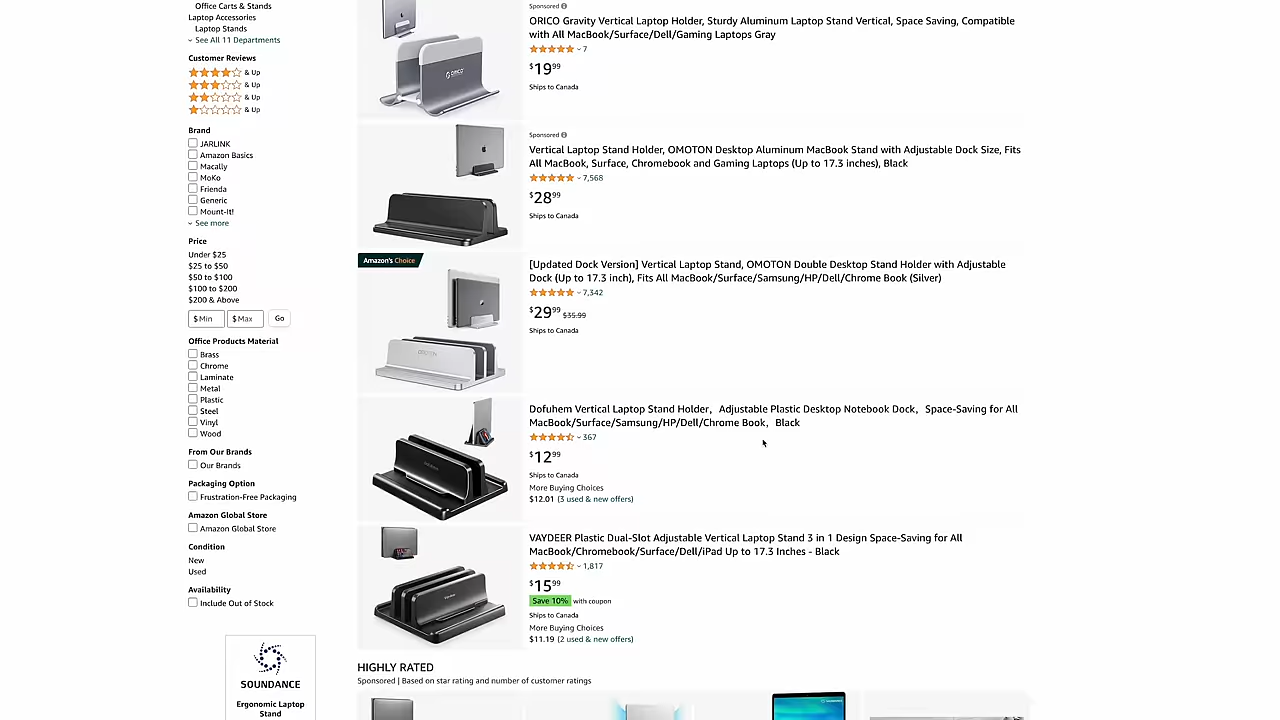 Office Carts & Stands
Laptop Accessories
Laptop Stands
See All 11 Departments
Customer Reviews
& Up
& Up
& Up
& Up
Brand
JARLINK
Amazon Basics
Macally
MoKo
Frienda
Generic
Mount-It!
See more
Price
Under $25
$25 to $50
$50 to $100
$100 to $200
$200 & Above
$ Min $ Max Go
Office Products Material
Brass
Chrome
Laminate
Metal
Plastic
Steel
Vinyl
Wood
From Our Brands
Our Brands
Packaging Option
Frustration-Free Packaging
Amazon Global Store
Amazon Global Store
Condition
New
Used
Availability
Include Out of Stock
SOUNDANCE
Ergonomic Laptop
Stand
Sponsored
ORICO Gravity Vertical Laptop Holder, Sturdy Aluminum Laptop Stand Vertical, Space Saving, Compatible
with All MacBook/Surface/Dell/Gaming Laptops Gray
7
$19 99
Ships to Canada
ORICO
Sponsored
Vertical Laptop Stand Holder, OMOTON Desktop Aluminum MacBook Stand with Adjustable Dock Size, Fits
All MacBook, Surface, Chromebook and Gaming Laptops (Up to 17.3 inches), Black
7,568
$28 99
Ships to Canada
Amazon's Choice
OMOTON
[Updated Dock Version] Vertical Laptop Stand, OMOTON Double Desktop Stand Holder with Adjustable
Dock (Up to 17.3 inch), Fits All MacBook/Surface/Samsung/HP/Dell/Chrome Book (Silver)
7,342
$29 99 $35.99
Ships to Canada
Dofuhem Vertical Laptop Stand Holder，Adjustable Plastic Desktop Notebook Dock，Space-Saving for All
MacBook/Surface/Samsung/HP/Dell/Chrome Book，Black
367
$12 99
Ships to Canada
More Buying Choices
$12.01 (3 used & new offers)
VAYDEER Plastic Dual-Slot Adjustable Vertical Laptop Stand 3 in 1 Design Space-Saving for All
MacBook/Chromebook/Surface/Dell/iPad Up to 17.3 Inches - Black
1,817
$15 99
Save 10% with coupon
Ships to Canada
More Buying Choices
$11.19 (2 used & new offers)
HIGHLY RATED
Sponsored | Based on star rating and number of customer ratings